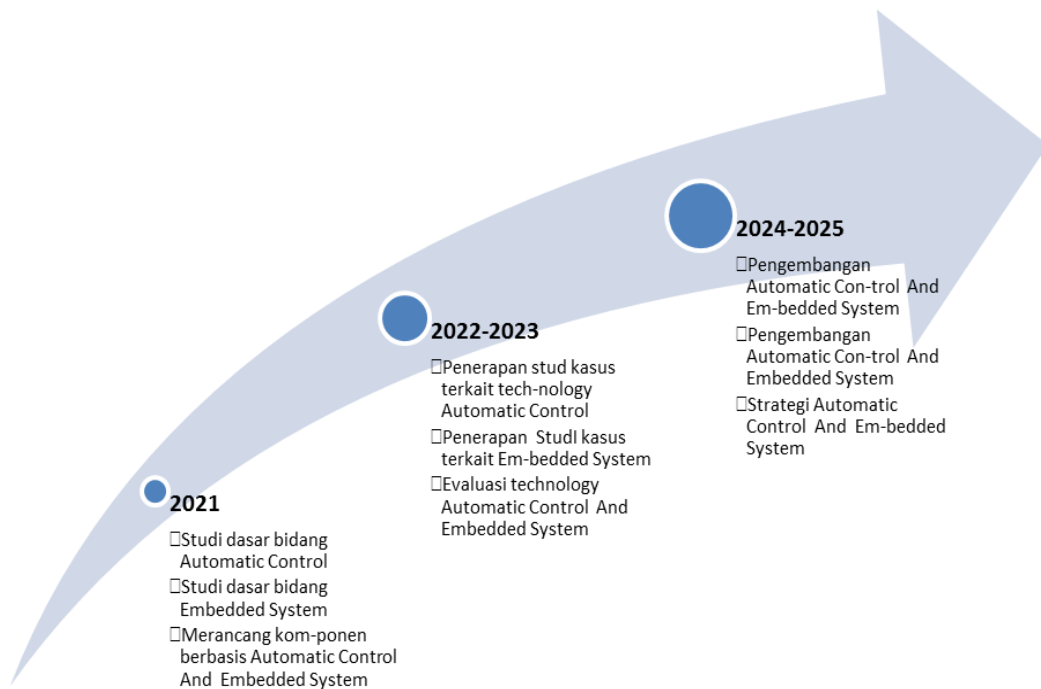 2021
□Studi dasar bidang
Automatic Control
□Studi dasar bidang
Embedded System
□Merancang kom-ponen
berbasis Automatic Control
And Embedded System
2022-2023
□Penerapan stud kasus
terkait tech-nology
Automatic Control
□Penerapan StudI kasus
terkait Em-bedded System
□Evaluasi technology
Automatic Control And
Embedded System
2024-2025
□Pengembangan
Automatic Con-trol And
Em-bedded System
□Pengembangan
Automatic Con-trol And
Embedded System
□Strategi Automatic
Control And Em-bedded
System